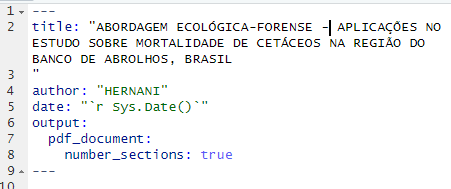 1 ---
2 title: "ABORDAGEM ECOLÓGICA-FORENSE - APLICAÇÕES NO
ESTUDO SOBRE MORTALIDADE DE CETÁCEOS NA REGIÃO DO
BANCO DE ABROLHOS, BRASIL
3 "
4 author: "HERNANI"
5 date: "`r Sys.Date()`"
6 output:
7 pdf_document:
8 number_sections: true
9 ---
10